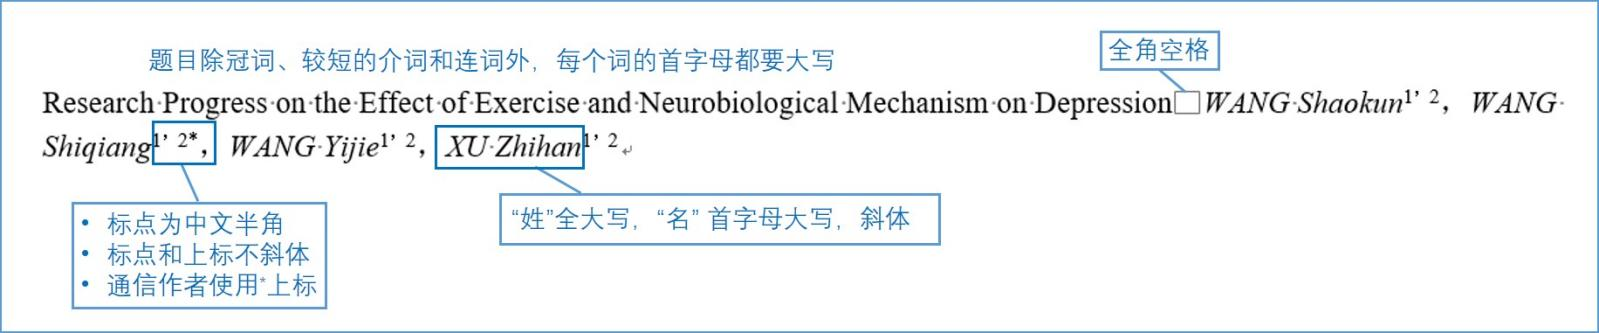 题目除冠词、较短的介词和连词外，每个词的首字母都要大写
全角空格
Research·Progress·on·the·Effect·of·Exercise·and·Neurobiological·Mechanism·on·Depression□WANG·Shaokun1’ 2，WANG·
Shiqiang1’ 2*，WANG·Yijie1’ 2，XU·Zhihan1’ 2↵
• 标点为中文半角
• 标点和上标不斜体
• 通信作者使用*上标
“姓”全大写，“名” 首字母大写，斜体